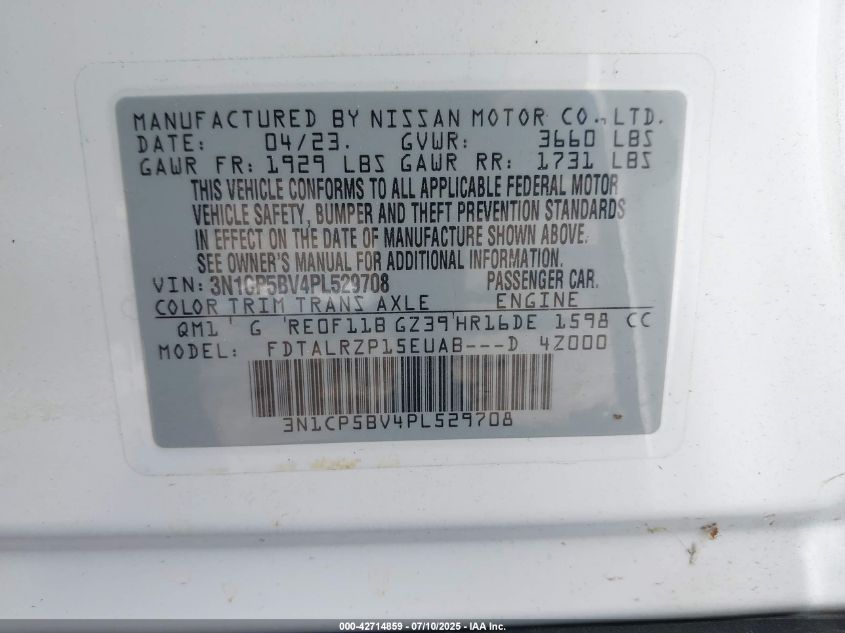 MANUFACTURED BY NISSAN MOTOR CO., LTD.
DATE: 04/23. GVWR: 3660 LBS
GAWR FR: 1929 LBS GAWR RR: 1731 LBS
THIS VEHICLE CONFORMS TO ALL APPLICABLE FEDERAL MOTOR
VEHICLE SAFETY, BUMPER AND THEFT PREVENTION STANDARDS
IN EFFECT ON THE DATE OF MANUFACTURE SHOWN ABOVE.
SEE OWNER'S MANUAL FOR ADDITIONAL INFORMATION.
VIN: 3N1CP5BV4PL529708 PASSENGER CAR.
COLOR TRIM TRANS AXLE ENGINE
QM1 G RE0F11B GZ39 HR16DE 1598 CC
MODEL: FDTALRZP15EUAB---D 4Z000
3N1CP5BV4PL529708
000-42714859 - 07/10/2025 - IAA Inc.